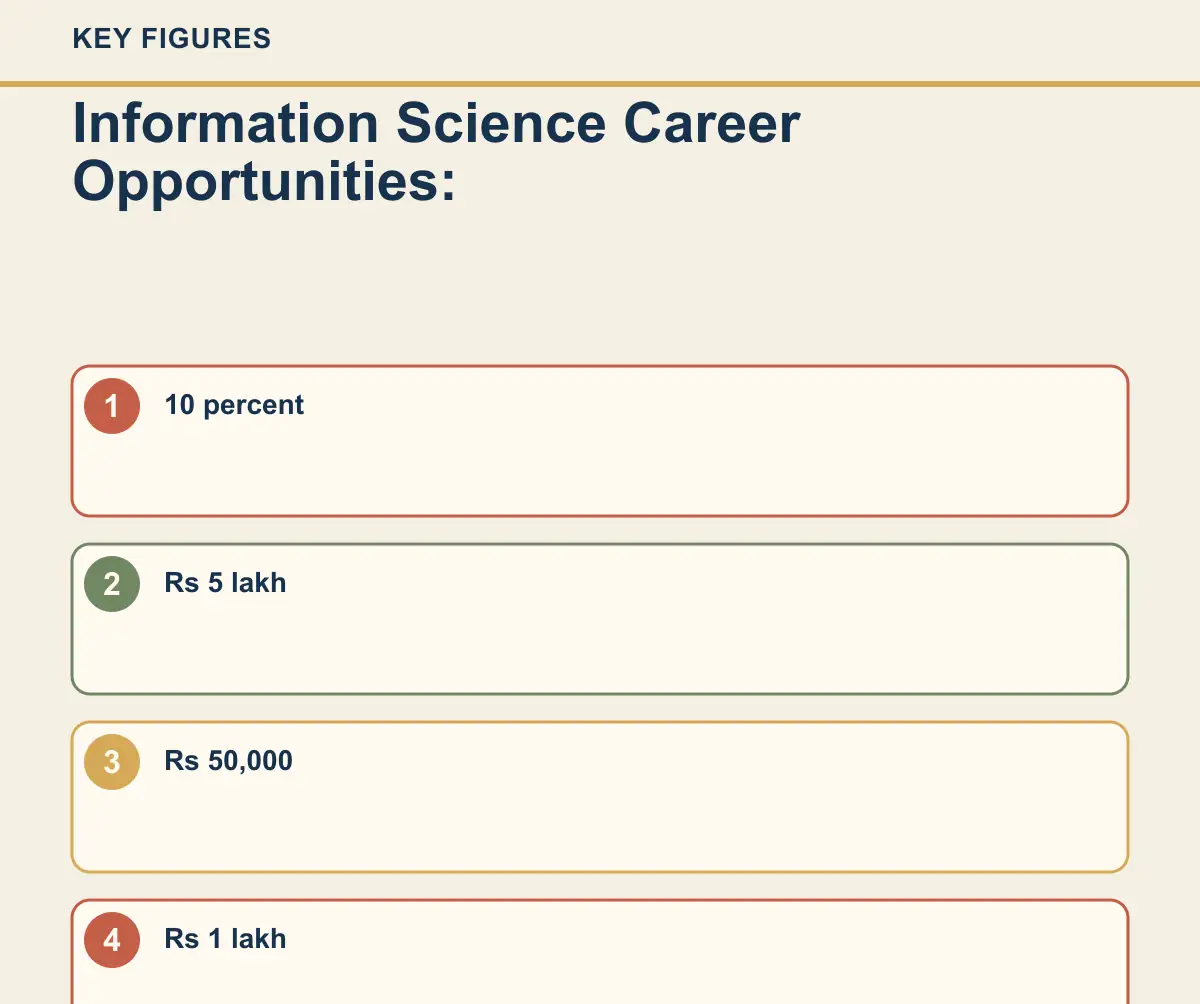 KEY FIGURES
Information Science Career
Opportunities:
1 10 percent
2 Rs 5 lakh
3 Rs 50,000
4 Rs 1 lakh